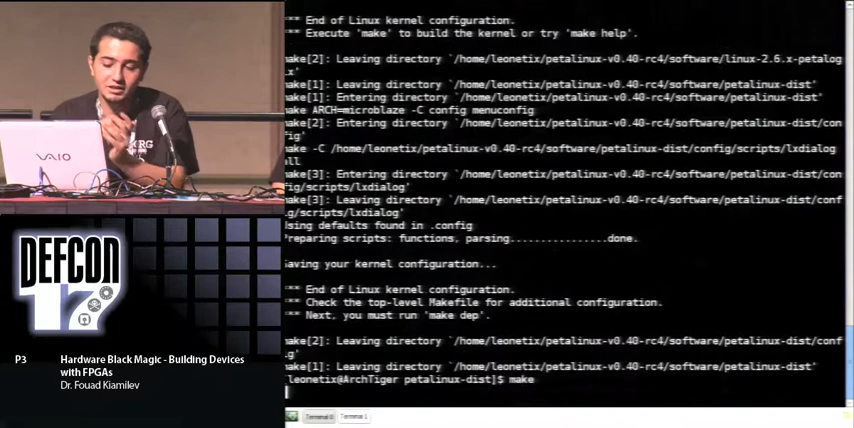 *** End of Linux kernel configuration.
*** Execute 'make' to build the kernel or try 'make help'.
make[2]: Leaving directory `/home/leonetix/petalinux-v0.40-rc4/software/linux-2.6.x-petalog
.x'
make[1]: Leaving directory `/home/leonetix/petalinux-v0.40-rc4/software/petalinux-dist'
make[1]: Entering directory `/home/leonetix/petalinux-v0.40-rc4/software/petalinux-dist'
make ARCH=microblaze -C config menuconfig
make[2]: Entering directory `/home/leonetix/petalinux-v0.40-rc4/software/petalinux-dist/con
fig'
make -C /home/leonetix/petalinux-v0.40-rc4/software/petalinux-dist/config/scripts/lxdialog
all
make[3]: Entering directory `/home/leonetix/petalinux-v0.40-rc4/software/petalinux-dist/conf
fig/scripts/lxdialog'
make[3]: Leaving directory `/home/leonetix/petalinux-v0.40-rc4/software/petalinux-dist/conf
.g/scripts/lxdialog'
Using defaults found in .config
Preparing scripts: functions, parsing................done.
Saving your kernel configuration...
*** End of Linux kernel configuration.
*** Check the top-level Makefile for additional configuration.
*** Next, you must run 'make dep'.
make[2]: Leaving directory `/home/leonetix/petalinux-v0.40-rc4/software/petalinux-dist/conf
.g'
make[1]: Leaving directory `/home/leonetix/petalinux-v0.40-rc4/software/petalinux-dist'
[leonetix@ArchTiger petalinux-dist]$ make
Terminal 0 Terminal 1
VAIO
DEFCON
17
P3 Hardware Black Magic - Building Devices
with FPGAs
Dr. Fouad Kiamilev